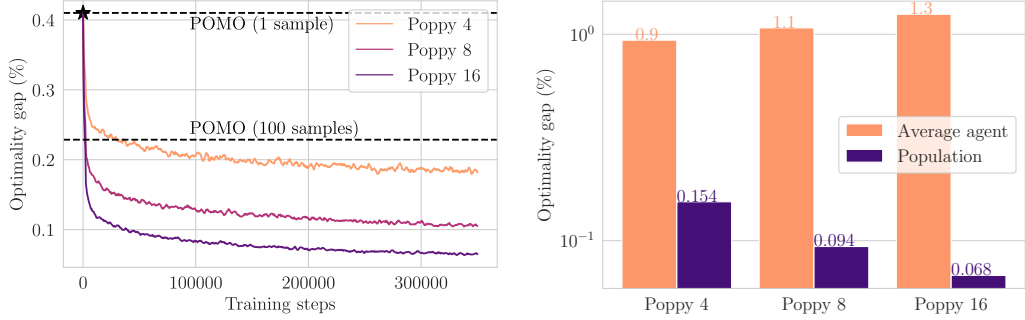 Optimality gap (%)
0.4
0.3
0.2
0.1
POMO (1 sample)
POMO (100 samples)
Poppy 4
Poppy 8
Poppy 16
0
100000
200000
300000
Training steps
Optimality gap (%)
10⁰
10⁻¹
0.9
0.154
1.1
0.094
1.3
0.068
Average agent
Population
Poppy 4
Poppy 8
Poppy 16